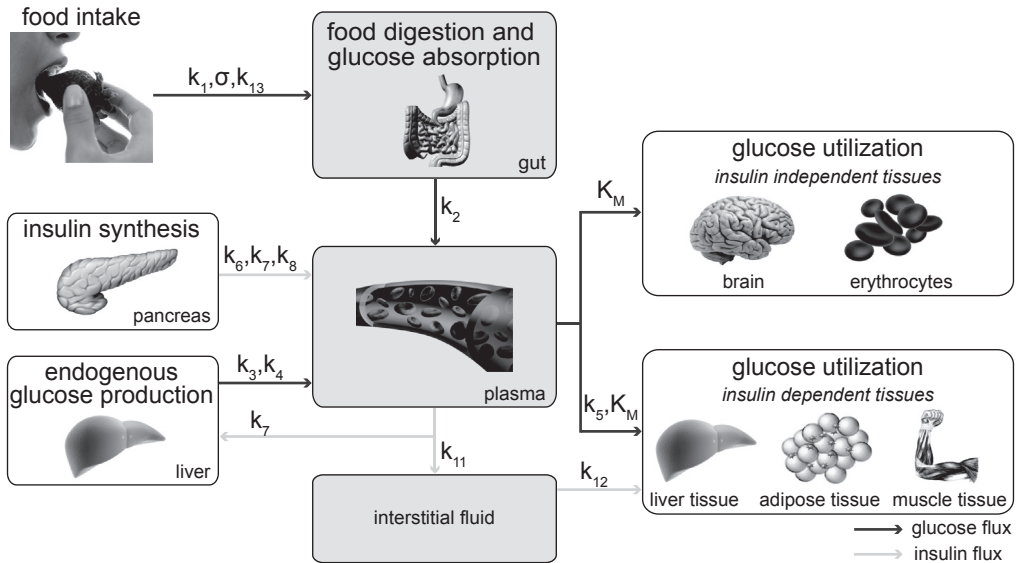 food intake
k1,σ,k13
food digestion and
glucose absorption
gut
k2
insulin synthesis
pancreas
k6,k7,k8
endogenous
glucose production
liver
k3,k4
k7
plasma
k11
interstitial fluid
k12
KM
glucose utilization
insulin independent tissues
brain
erythrocytes
k5,KM
glucose utilization
insulin dependent tissues
liver tissue
adipose tissue
muscle tissue
glucose flux
insulin flux